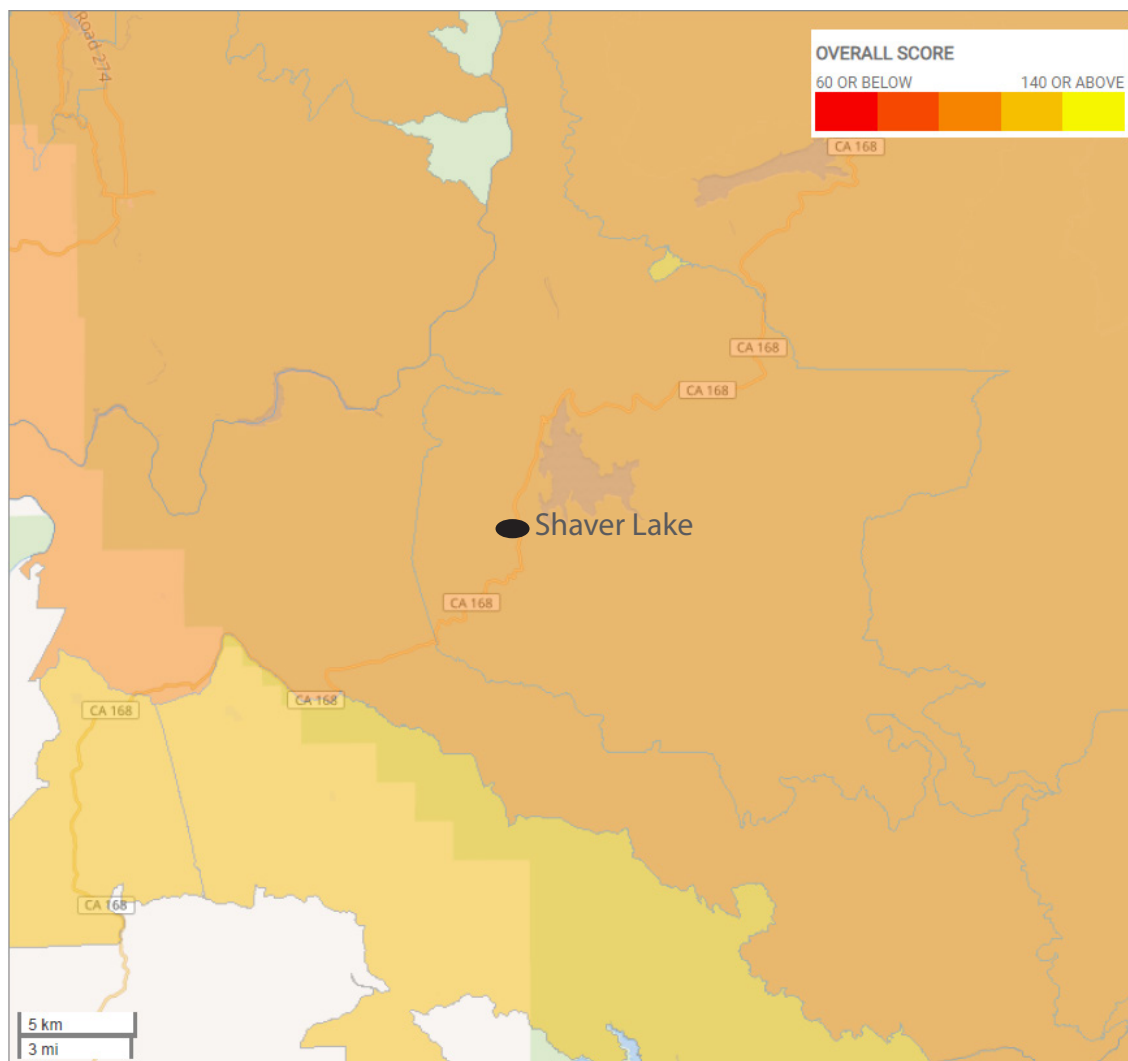 Road 274
OVERALL SCORE
60 OR BELOW 140 OR ABOVE
CA 168
CA 168
CA 168
Shaver Lake
CA 168
CA 168
CA 168
CA 168
5 km
3 mi